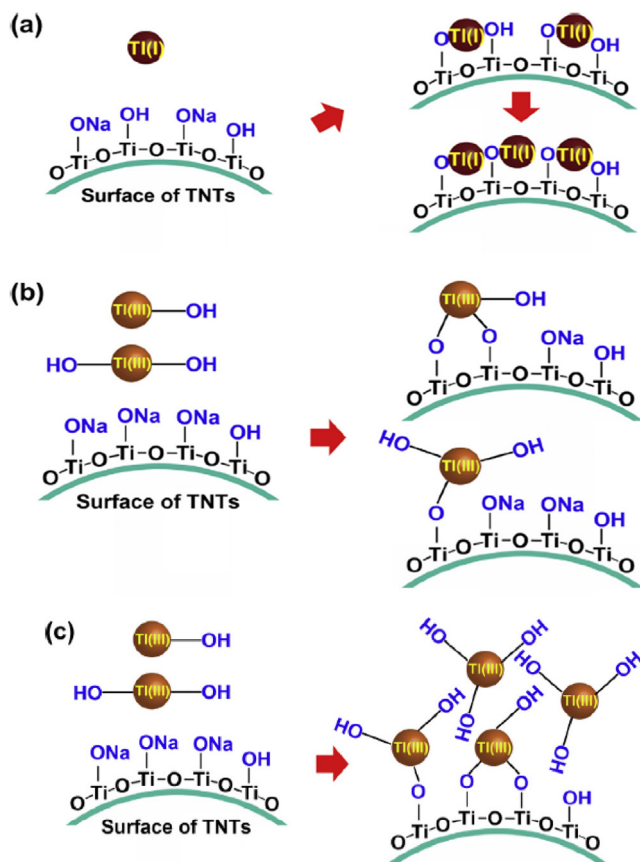 (a)
Tl(I)
ONa OH ONa OH
O Ti O Ti O Ti O Ti O
Surface of TNTs
O Tl(I) OH O Tl(I) OH
O Ti O Ti O Ti O Ti O
O Tl(I) O Tl(I) O Tl(I) OH
O Ti O Ti O Ti O Ti O
(b)
Tl(III) OH
HO Tl(III) OH
ONa ONa ONa OH
O Ti O Ti O Ti O Ti O
Surface of TNTs
Tl(III) OH
O O ONa OH
O Ti O Ti O Ti O Ti O
HO Tl(III) OH
O ONa ONa OH
O Ti O Ti O Ti O Ti O
(c)
Tl(III) OH
HO Tl(III) OH
ONa ONa ONa OH
O Ti O Ti O Ti O Ti O
Surface of TNTs
HO OH
Tl(III) HO OH
HO OH HO OH Tl(III)
Tl(III) Tl(III) HO
O O O OH
O Ti O Ti O Ti O Ti O